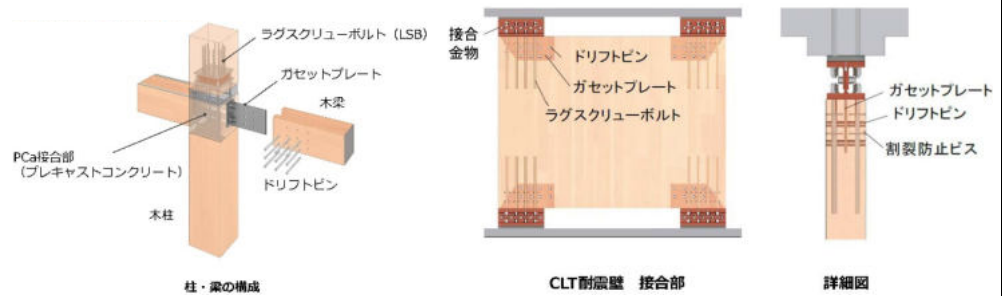 ラグスクリューボルト（LSB）
ガセットプレート
木梁
PCa接合部
（プレキャストコンクリート）
ドリフトピン
木柱
柱・梁の構成
接合
金物
ドリフトピン
ガセットプレート
ラグスクリューボルト
CLT耐震壁　接合部
ガセットプレート
ドリフトピン
割裂防止ビス
詳細図